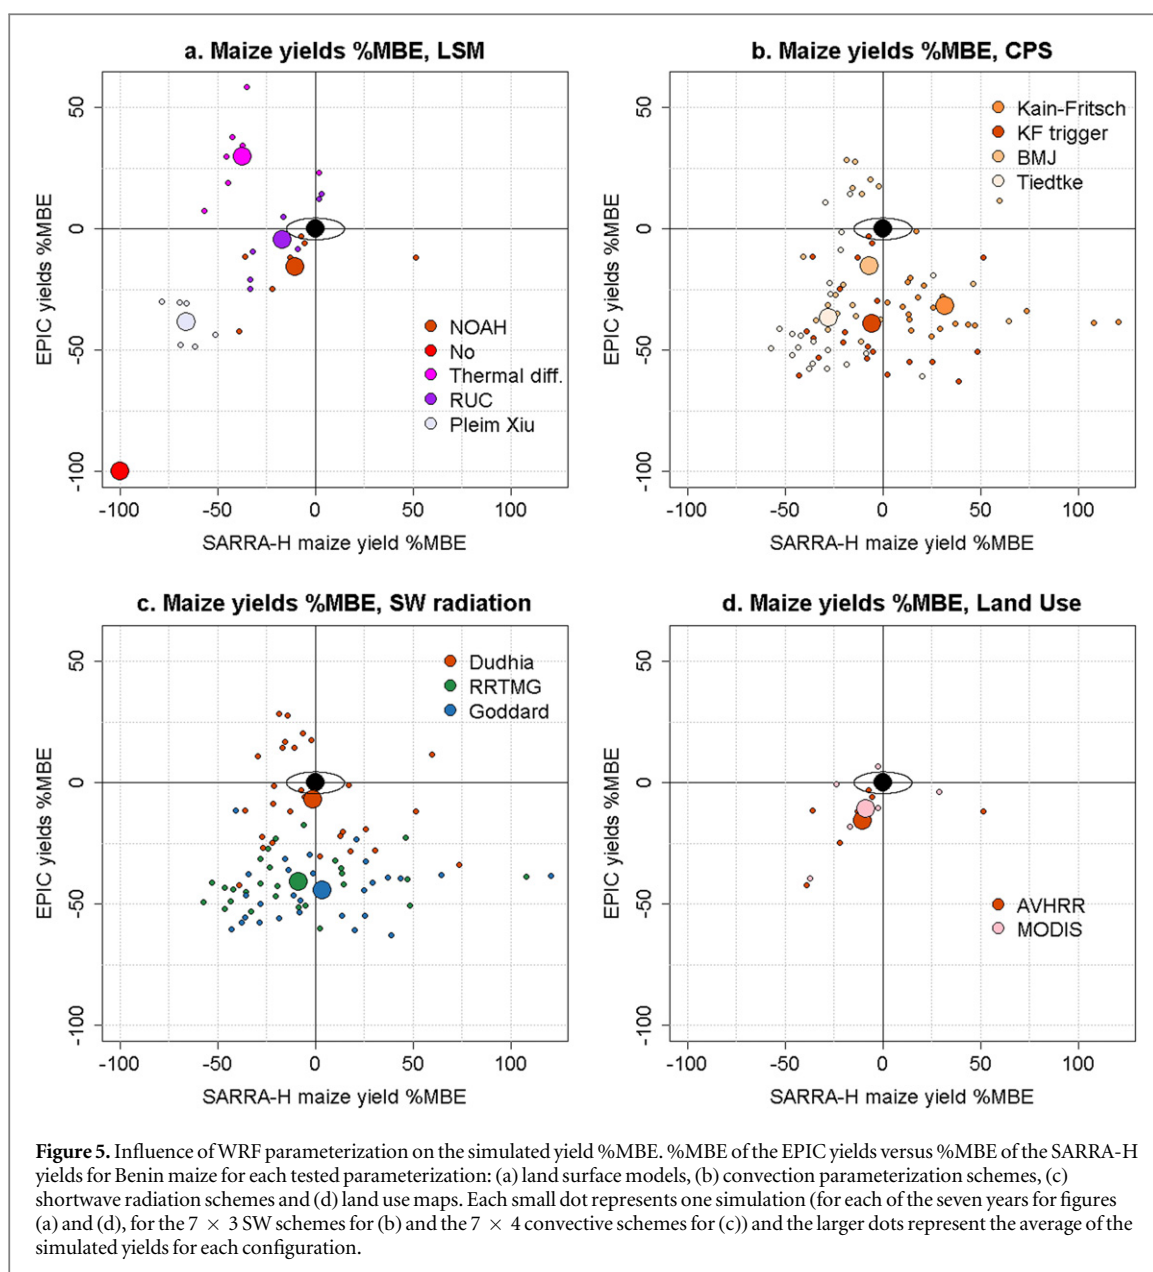 a. Maize yields %MBE, LSM
50
0
-50
-100
EPIC yields %MBE
NOAH
No
Thermal diff.
RUC
Pleim Xiu
-100 -50 0 50 100
SARRA-H maize yield %MBE
b. Maize yields %MBE, CPS
50
0
-50
-100
EPIC yields %MBE
Kain-Fritsch
KF trigger
BMJ
Tiedtke
-100 -50 0 50 100
SARRA-H maize yield %MBE
c. Maize yields %MBE, SW radiation
50
0
-50
-100
EPIC yields %MBE
Dudhia
RRTMG
Goddard
-100 -50 0 50 100
SARRA-H maize yield %MBE
d. Maize yields %MBE, Land Use
50
0
-50
-100
EPIC yields %MBE
AVHRR
MODIS
-100 -50 0 50 100
SARRA-H maize yield %MBE
Figure 5. Influence of WRF parameterization on the simulated yield %MBE. %MBE of the EPIC yields versus %MBE of the SARRA-H
yields for Benin maize for each tested parameterization: (a) land surface models, (b) convection parameterization schemes, (c)
shortwave radiation schemes and (d) land use maps. Each small dot represents one simulation (for each of the seven years for figures
(a) and (d), for the 7 × 3 SW schemes for (b) and the 7 × 4 convective schemes for (c)) and the larger dots represent the average of the
simulated yields for each configuration.